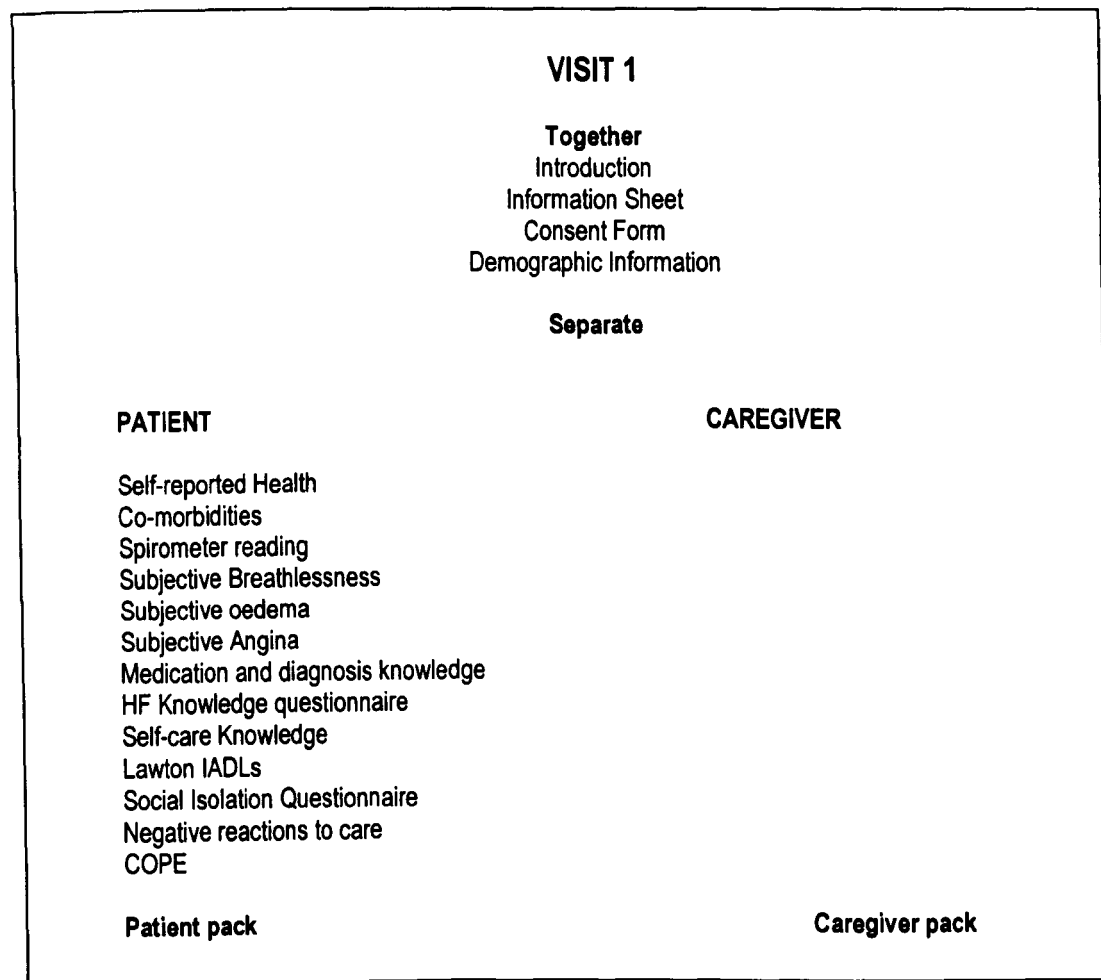 VISIT 1
Together
Introduction
Information Sheet
Consent Form
Demographic Information
Separate
PATIENT CAREGIVER
Self-reported Health
Co-morbidities
Spirometer reading
Subjective Breathlessness
Subjective oedema
Subjective Angina
Medication and diagnosis knowledge
HF Knowledge questionnaire
Self-care Knowledge
Lawton IADLs
Social Isolation Questionnaire
Negative reactions to care
COPE
Patient pack Caregiver pack